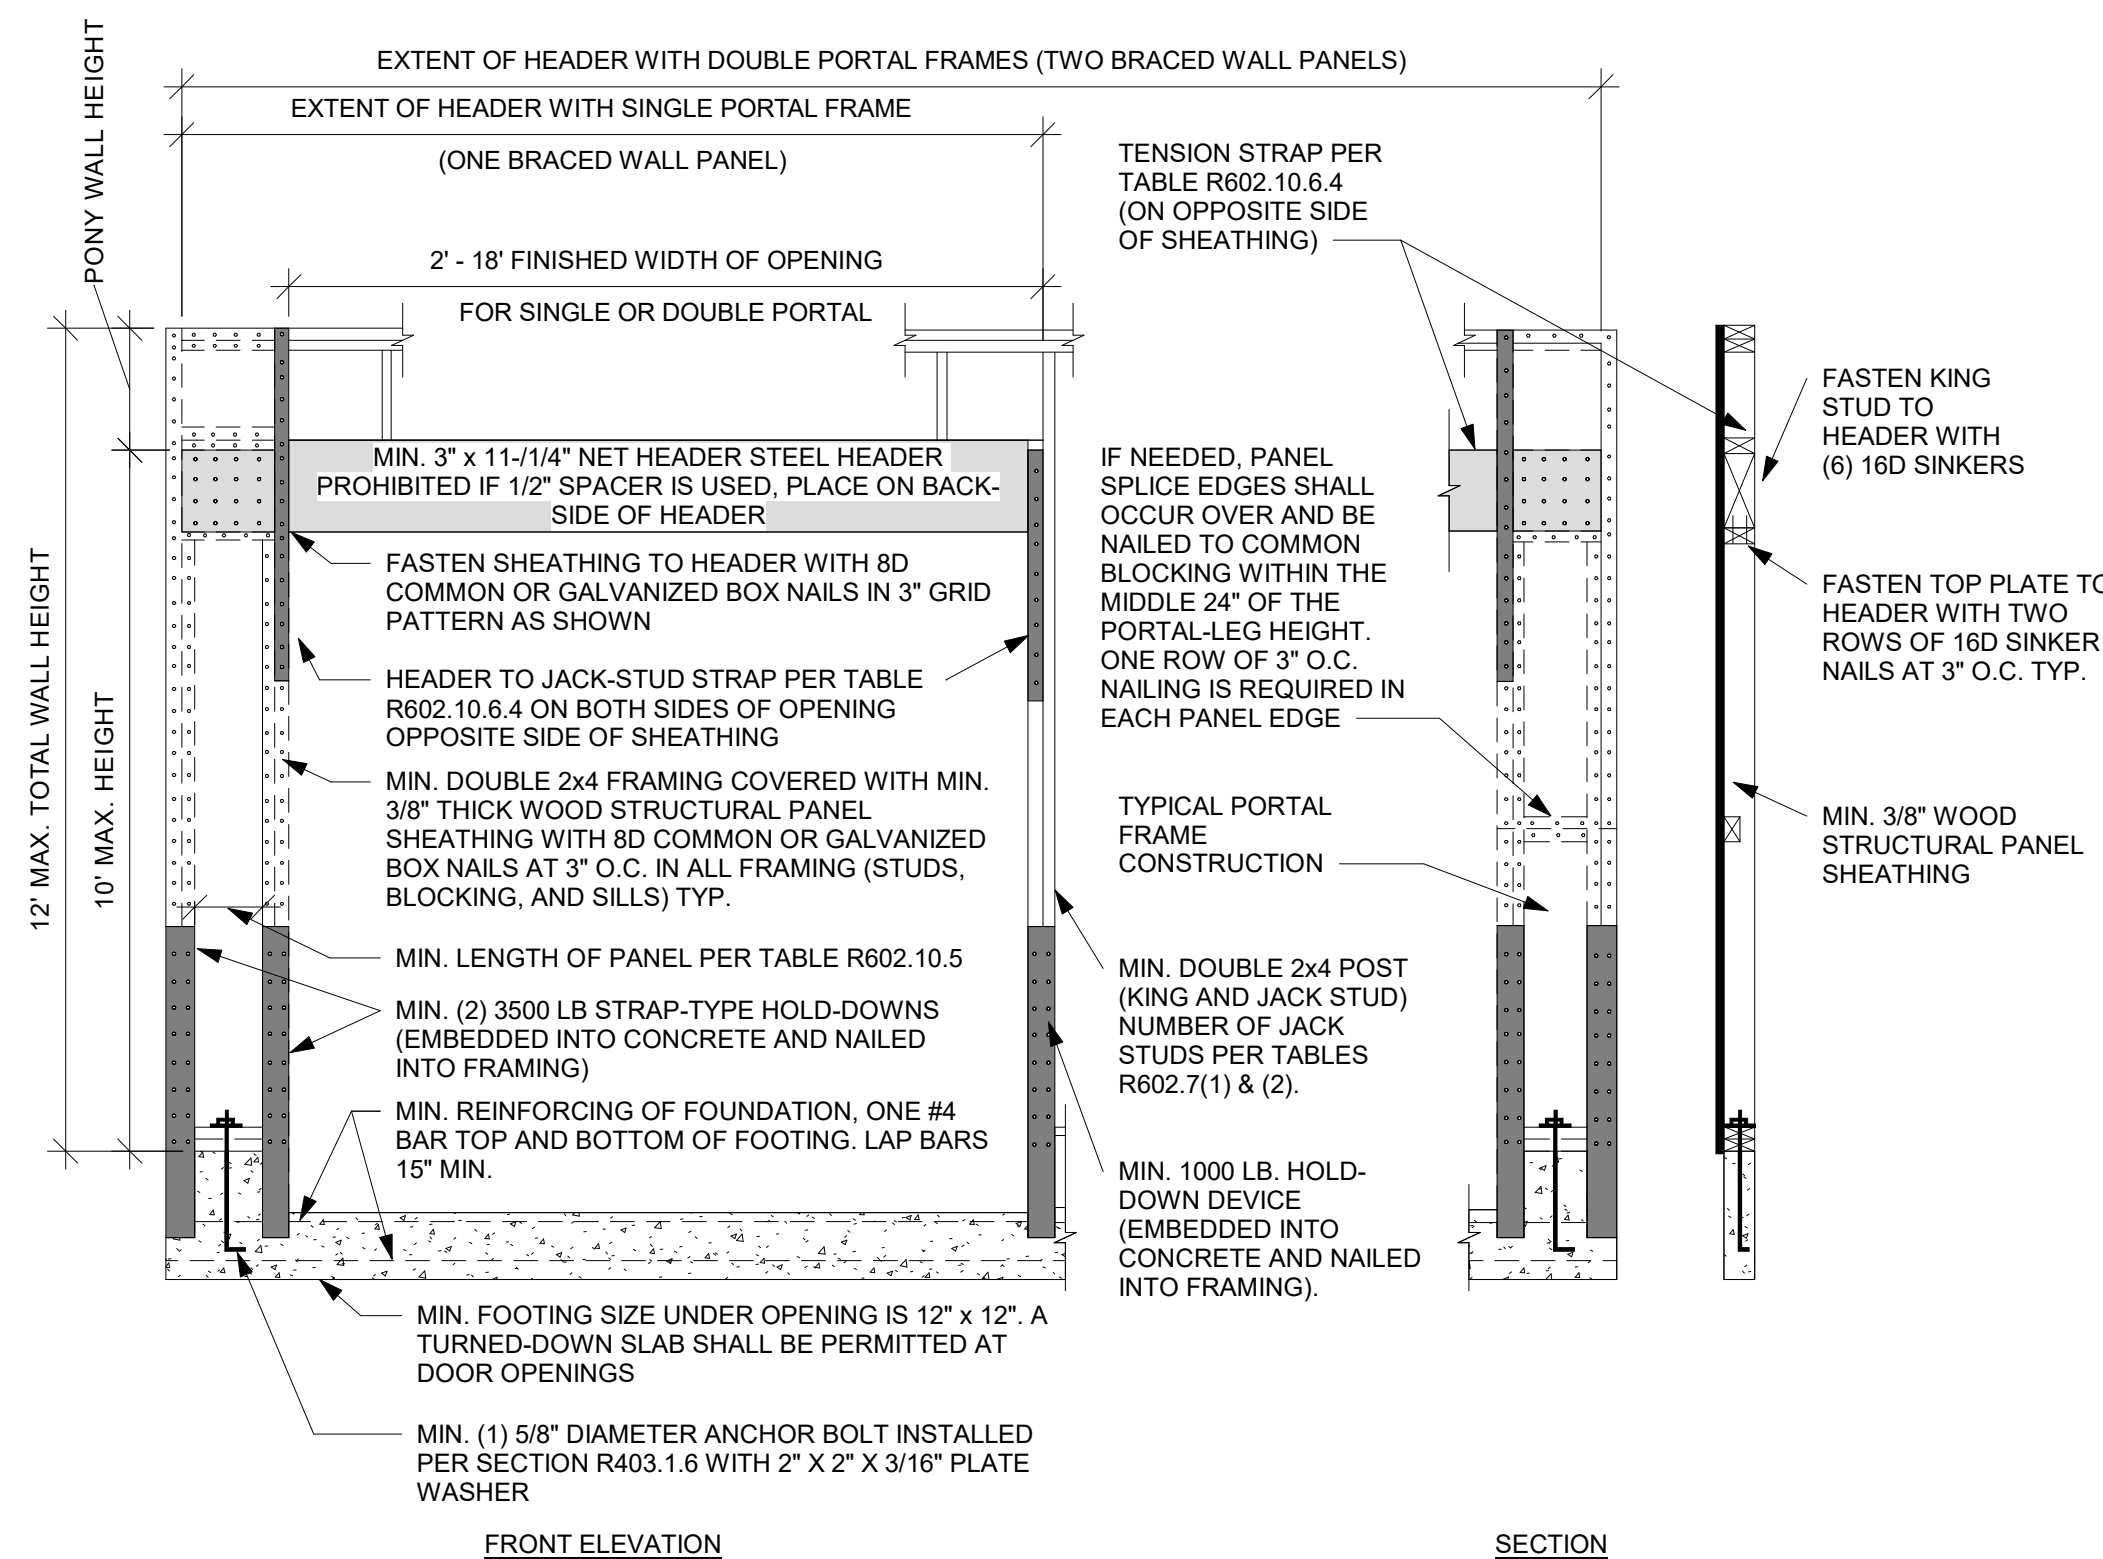 EXTENT OF HEADER WITH DOUBLE PORTAL FRAMES (TWO BRACED WALL PANELS)
EXTENT OF HEADER WITH SINGLE PORTAL FRAME
(ONE BRACED WALL PANEL)
2' - 18' FINISHED WIDTH OF OPENING
FOR SINGLE OR DOUBLE PORTAL
PONY WALL HEIGHT
12' MAX. TOTAL WALL HEIGHT
10' MAX. HEIGHT
MIN. 3" x 11-/1/4" NET HEADER STEEL HEADER
PROHIBITED IF 1/2" SPACER IS USED, PLACE ON BACK-
SIDE OF HEADER
FASTEN SHEATHING TO HEADER WITH 8D
COMMON OR GALVANIZED BOX NAILS IN 3" GRID
PATTERN AS SHOWN
HEADER TO JACK-STUD STRAP PER TABLE
R602.10.6.4 ON BOTH SIDES OF OPENING
OPPOSITE SIDE OF SHEATHING
MIN. DOUBLE 2x4 FRAMING COVERED WITH MIN.
3/8" THICK WOOD STRUCTURAL PANEL
SHEATHING WITH 8D COMMON OR GALVANIZED
BOX NAILS AT 3" O.C. IN ALL FRAMING (STUDS,
BLOCKING, AND SILLS) TYP.
MIN. LENGTH OF PANEL PER TABLE R602.10.5
MIN. (2) 3500 LB STRAP-TYPE HOLD-DOWNS
(EMBEDDED INTO CONCRETE AND NAILED
INTO FRAMING)
MIN. REINFORCING OF FOUNDATION, ONE #4
BAR TOP AND BOTTOM OF FOOTING. LAP BARS
15" MIN.
MIN. FOOTING SIZE UNDER OPENING IS 12" x 12". A
TURNED-DOWN SLAB SHALL BE PERMITTED AT
DOOR OPENINGS
MIN. (1) 5/8" DIAMETER ANCHOR BOLT INSTALLED
PER SECTION R403.1.6 WITH 2" X 2" X 3/16" PLATE
WASHER
FRONT ELEVATION
TENSION STRAP PER
TABLE R602.10.6.4
(ON OPPOSITE SIDE
OF SHEATHING)
IF NEEDED, PANEL
SPLICE EDGES SHALL
OCCUR OVER AND BE
NAILED TO COMMON
BLOCKING WITHIN THE
MIDDLE 24" OF THE
PORTAL-LEG HEIGHT.
ONE ROW OF 3" O.C.
NAILING IS REQUIRED IN
EACH PANEL EDGE
TYPICAL PORTAL
FRAME
CONSTRUCTION
MIN. DOUBLE 2x4 POST
(KING AND JACK STUD)
NUMBER OF JACK
STUDS PER TABLES
R602.7(1) & (2).
MIN. 1000 LB. HOLD-
DOWN DEVICE
(EMBEDDED INTO
CONCRETE AND NAILED
INTO FRAMING).
FASTEN KING
STUD TO
HEADER WITH
(6) 16D SINKERS
FASTEN TOP PLATE TO
HEADER WITH TWO
ROWS OF 16D SINKER
NAILS AT 3" O.C. TYP.
MIN. 3/8" WOOD
STRUCTURAL PANEL
SHEATHING
SECTION